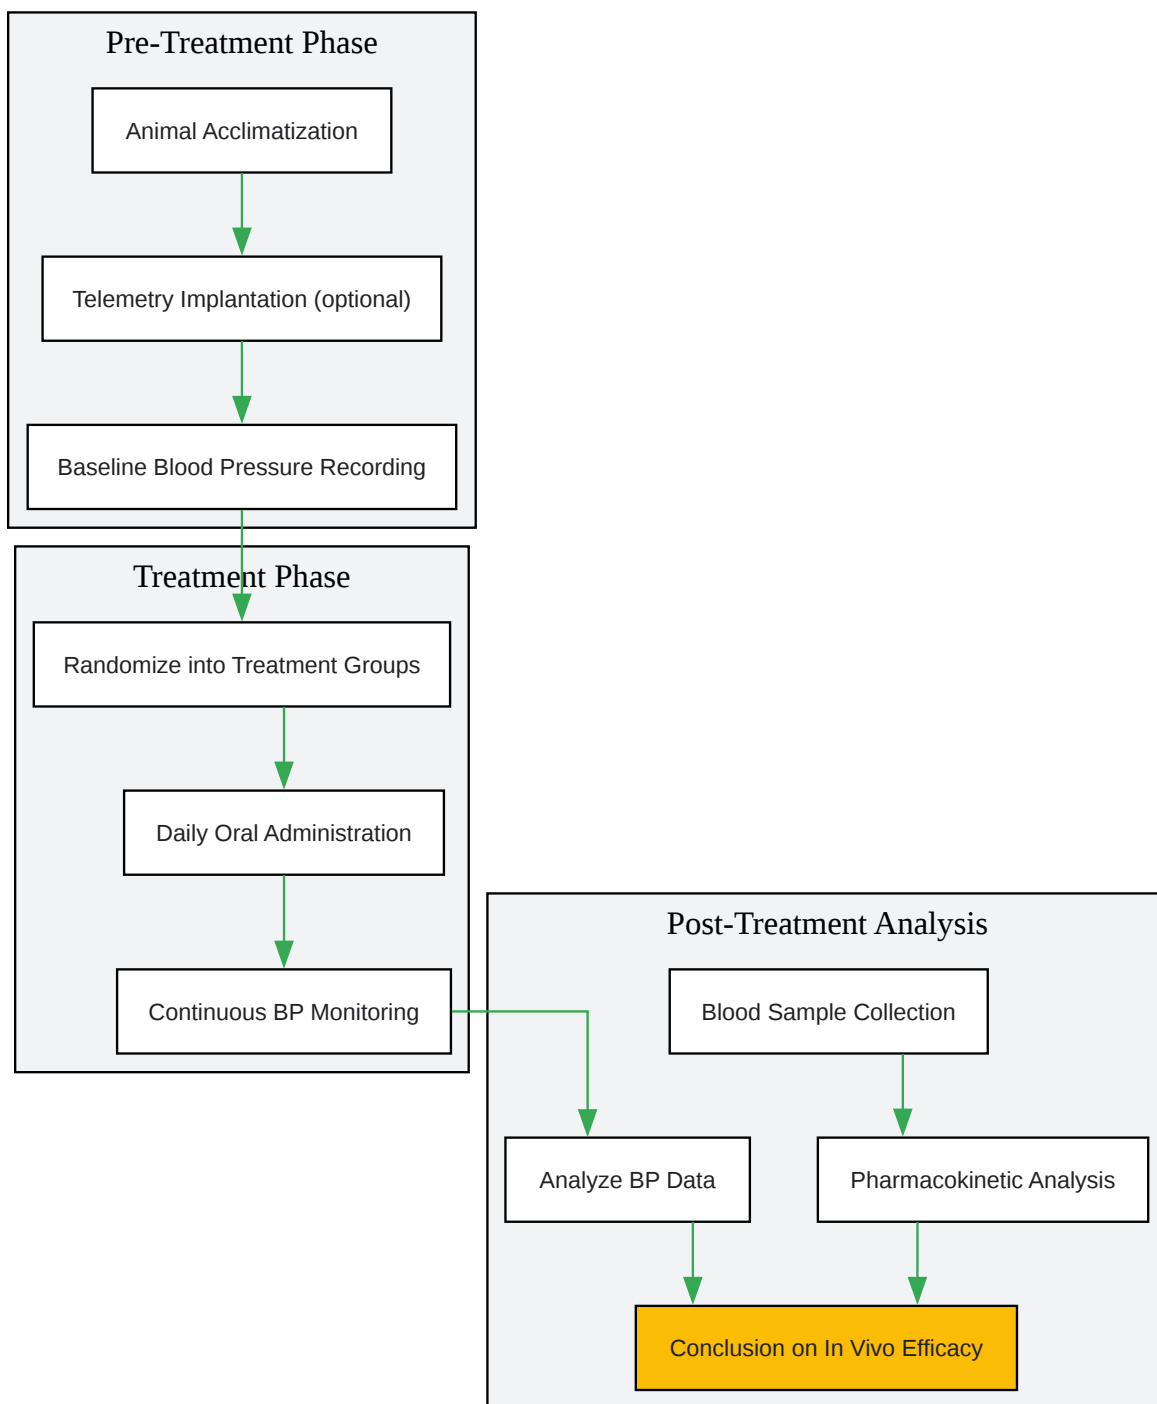 Pre-Treatment Phase
Animal Acclimatization
Telemetry Implantation (optional)
Baseline Blood Pressure Recording
Treatment Phase
Randomize into Treatment Groups
Daily Oral Administration
Continuous BP Monitoring
Post-Treatment Analysis
Blood Sample Collection
Analyze BP Data
Pharmacokinetic Analysis
Conclusion on In Vivo Efficacy